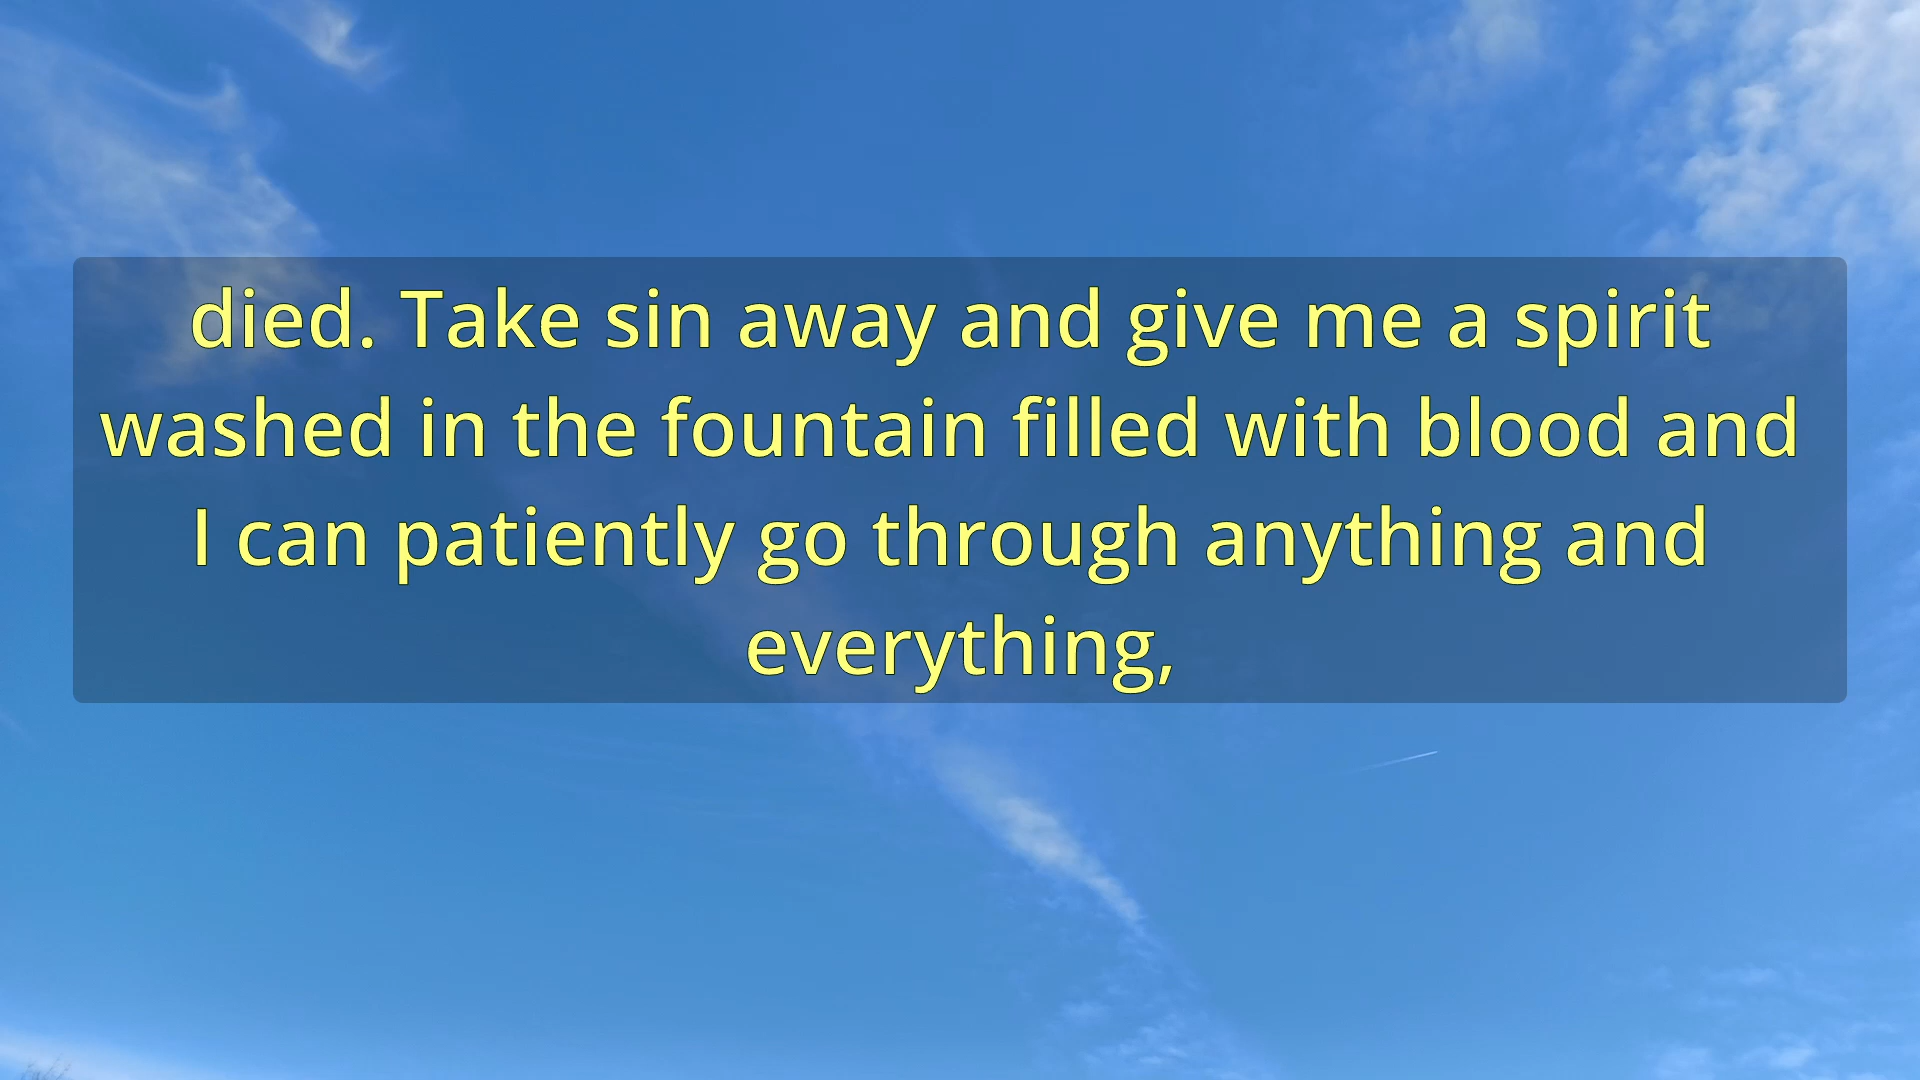 died. Take sin away and give me a spirit
washed in the fountain filled with blood and
I can patiently go through anything and
everything,